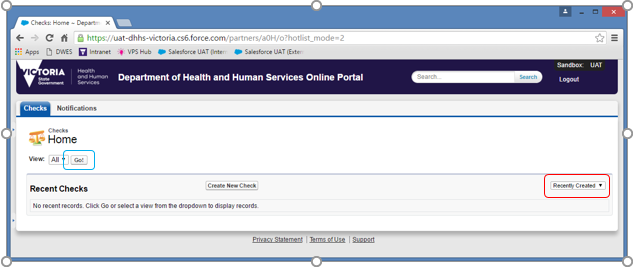 Checks: Home ~ Departm
https://uat-dhhs-victoria.cs6.force.com/partners/a0H/o?hotlist_mode=2
Apps DWES Intranet VPS Hub Salesforce UAT (Intern Salesforce UAT (Extern
VICTORIA
State
Government
Health
and Human
Services
Department of Health and Human Services Online Portal
Search...
Search
Sandbox: UAT
Logout
Checks Notifications
Checks
Home
View: All Go!
Recent Checks Create New Check Recently Created
No recent records. Click Go or select a view from the dropdown to display records.
Privacy Statement | Terms of Use | Support